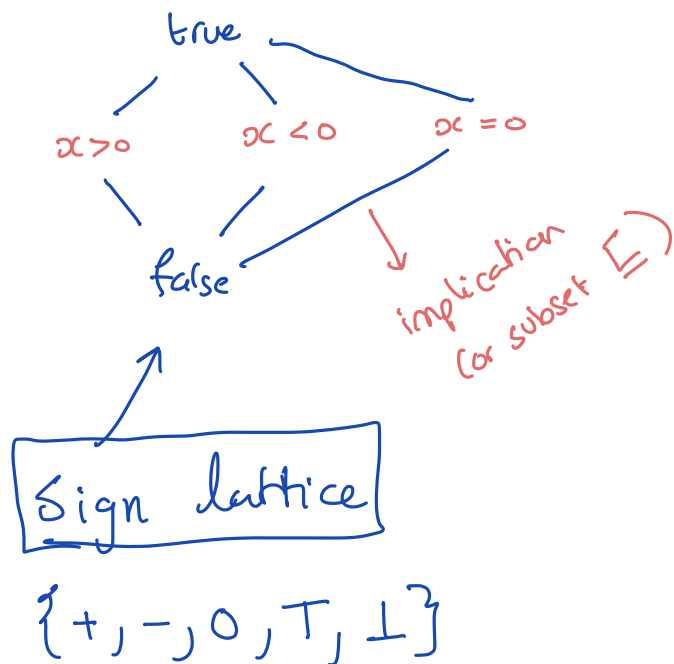 true
x > 0
x < 0
x = 0
false
implication
(or subset ⊑)
Sign lattice
{+, -, 0, T, ⊥}